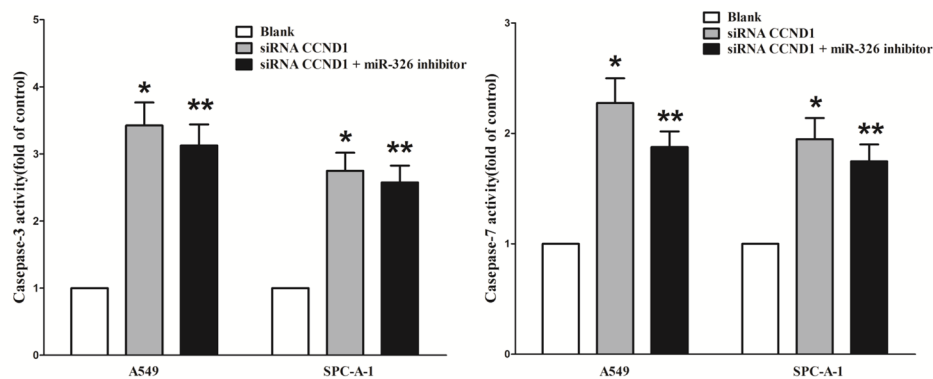 Blank
siRNA CCND1
siRNA CCND1 + miR-326 inhibitor
Casepase-3 activity(fold of control)
5
4
3
2
1
0
* ** * **
A549 SPC-A-1
Blank
siRNA CCND1
siRNA CCND1 + miR-326 inhibitor
Casepase-7 activity(fold of control)
3
2
1
0
* ** * **
A549 SPC-A-1